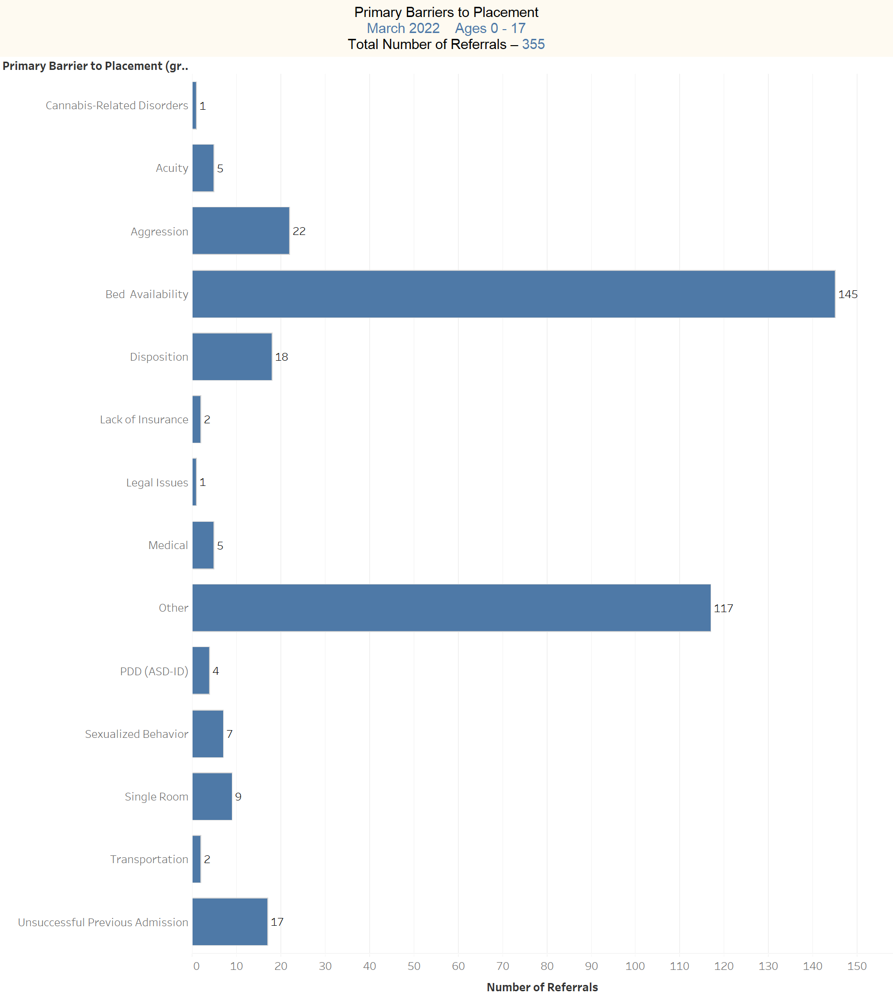 Primary Barriers to Placement
March 2022 Ages 0 - 17
Total Number of Referrals – 355
Primary Barrier to Placement (gr..
Cannabis-Related Disorders 1
Acuity 5
Aggression 22
Bed Availability 145
Disposition 18
Lack of Insurance 2
Legal Issues 1
Medical 5
Other 117
PDD (ASD-ID) 4
Sexualized Behavior 7
Single Room 9
Transportation 2
Unsuccessful Previous Admission 17
0 10 20 30 40 50 60 70 80 90 100 110 120 130 140 150
Number of Referrals